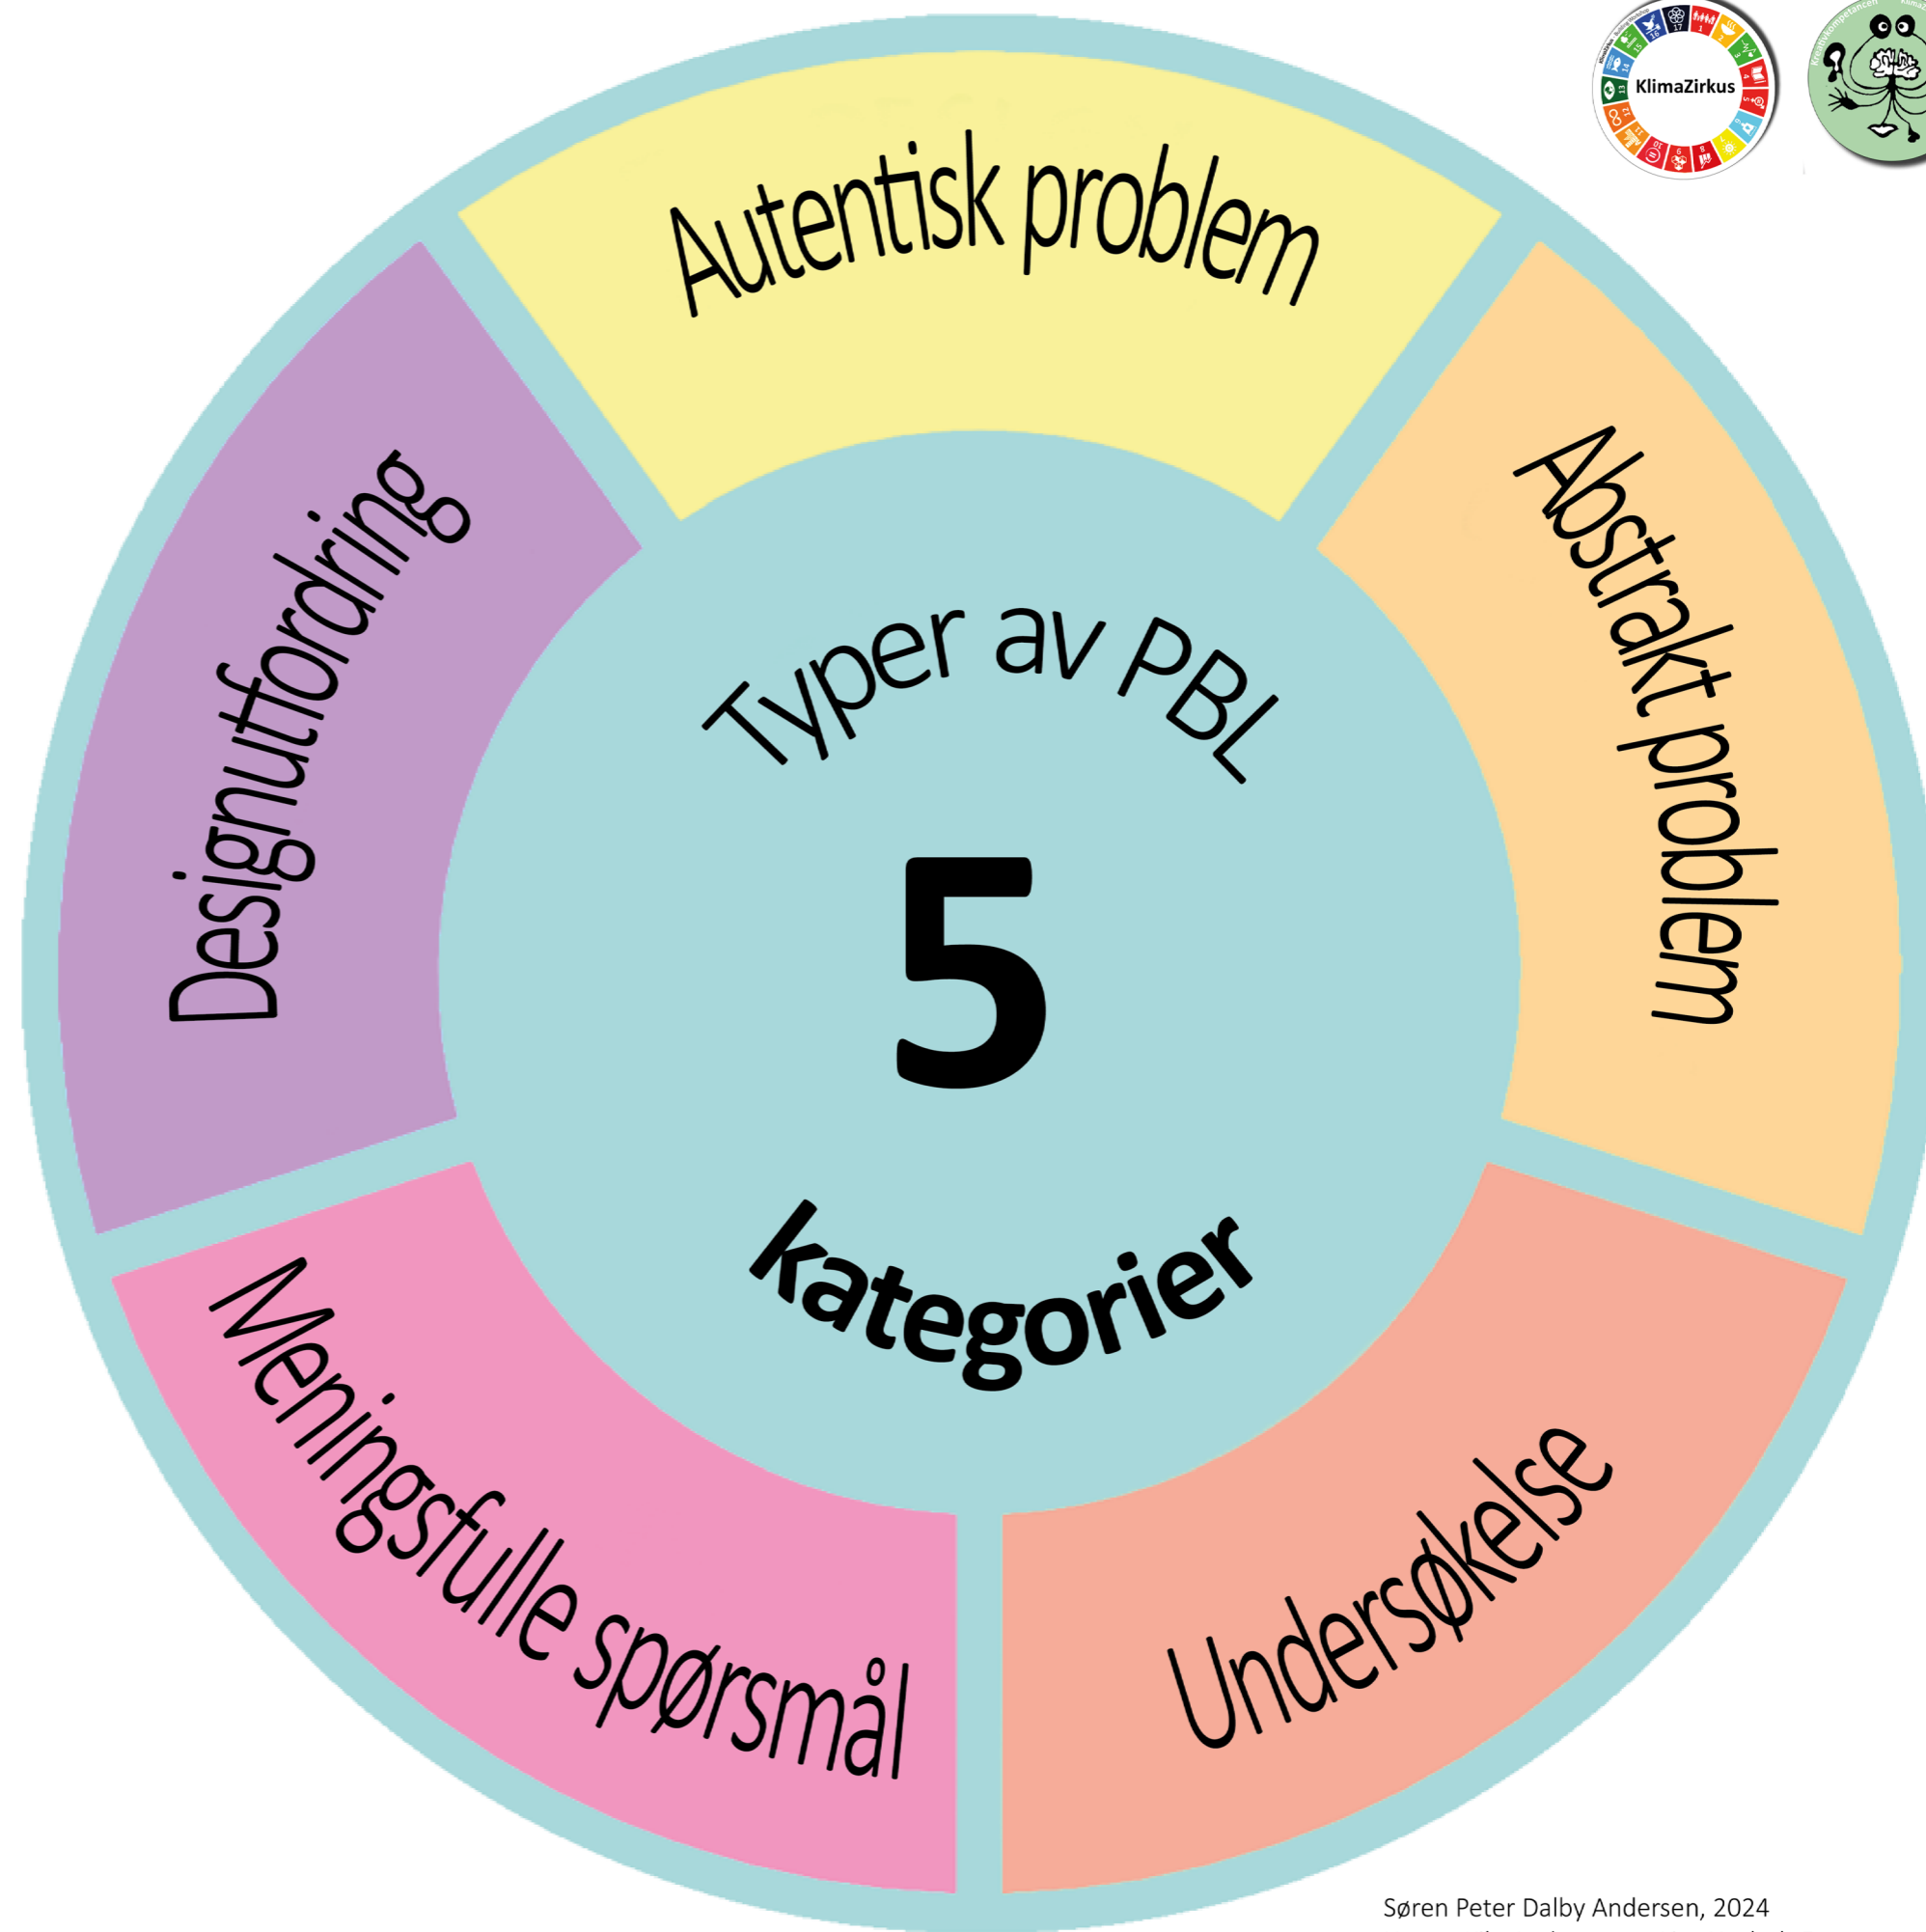 KlimaZirkus
Autentisk problem
Abstrakt problem
Undersøkelse
Meningsfulle spørsmål
Designutfordring
Typer av PBL
5
kategorier
Søren Peter Dalby Andersen, 2024